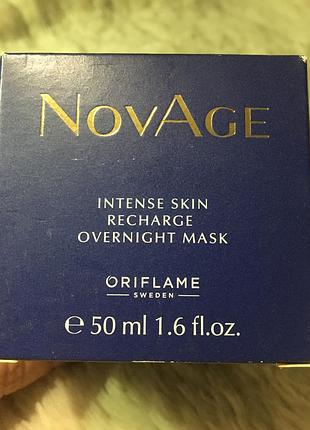 NOVAGE
INTENSE SKIN
RECHARGE
OVERNIGHT MASK
ORIFLAME
SWEDEN
℮ 50 ml 1.6 fl.oz.